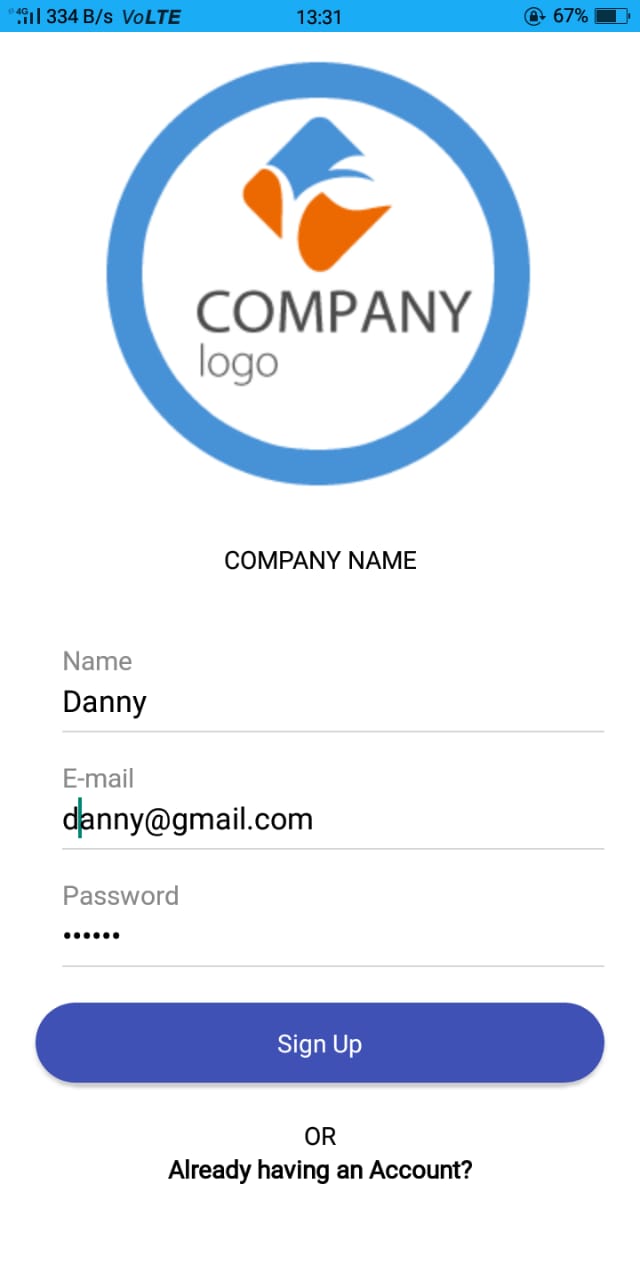 4G 334 B/s VoLTE 13:31 67%
COMPANY
logo
COMPANY NAME
Name
Danny
E-mail
danny@gmail.com
Password
••••••
Sign Up
OR
Already having an Account?